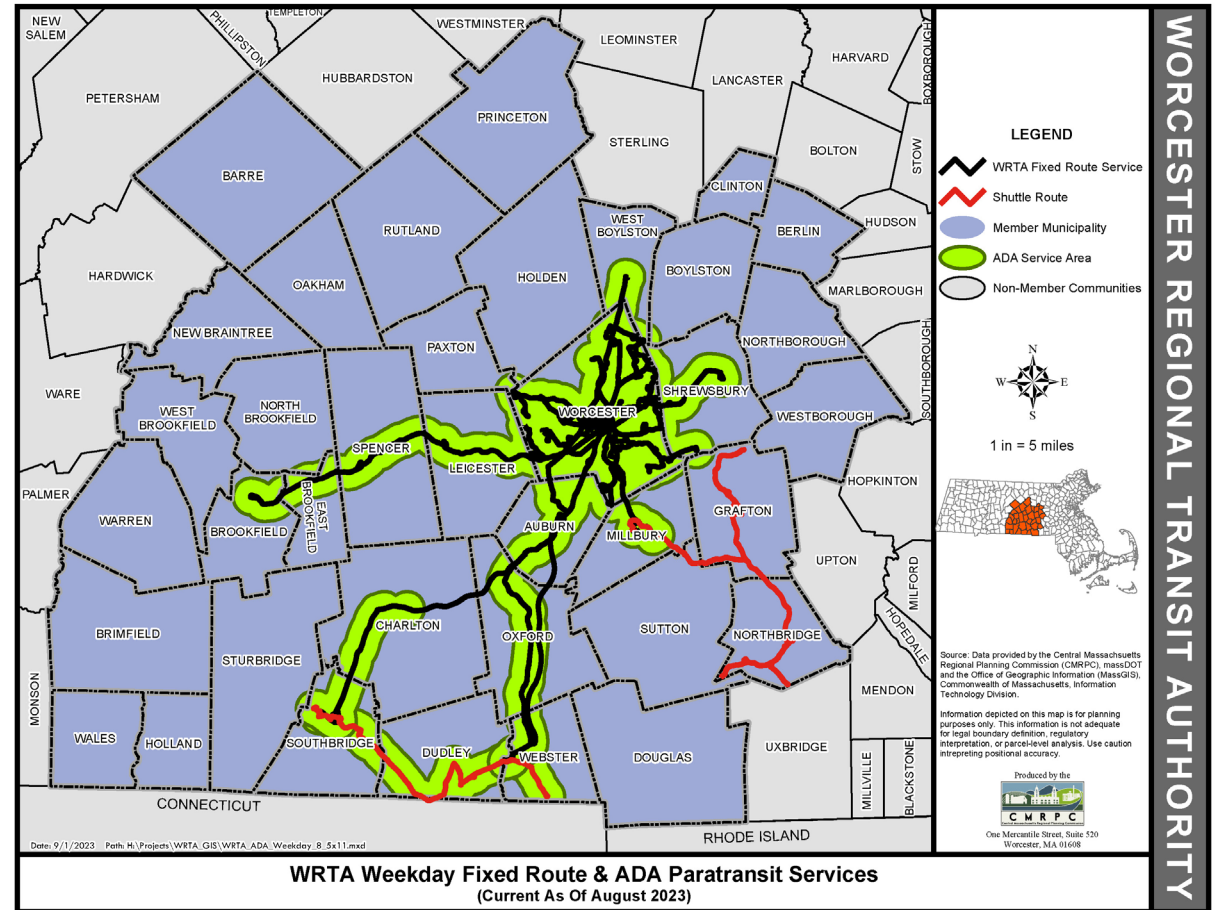 NEW
SALEM
PHILLIPSTON
TEMPLETON
WESTMINSTER
LEOMINSTER
HARVARD
BOXBOROUGH
PETERSHAM
HUBBARDSTON
LANCASTER
PRINCETON
STERLING
BOLTON
STOW
BARRE
CLINTON
RUTLAND
WEST
BOYLSTON
BERLIN
HUDSON
HARDWICK
OAKHAM
HOLDEN
BOYLSTON
MARLBOROUGH
NEW BRAINTREE
PAXTON
NORTHBOROUGH
SOUTHBOROUGH
WARE
WEST
BROOKFIELD
NORTH
BROOKFIELD
SHREWSBURY
WORCESTER
WESTBOROUGH
SPENCER
LEICESTER
PALMER
WARREN
BROOKFIELD
EAST
BROOKFIELD
AUBURN
MILLBURY
GRAFTON
HOPKINTON
UPTON
MILFORD
HOPEDALE
BRIMFIELD
STURBRIDGE
CHARLTON
OXFORD
SUTTON
NORTHBRIDGE
MONSON
MENDON
WALES
HOLLAND
SOUTHBRIDGE
DUDLEY
WEBSTER
DOUGLAS
UXBRIDGE
MILLVILLE
BLACKSTONE
CONNECTICUT
RHODE ISLAND
Date: 9/1/2023 Path: H:\Projects\WRTA_GIS\WRTA_ADA_Weekday_8_5x11.mxd
LEGEND
WRTA Fixed Route Service
Shuttle Route
Member Municipality
ADA Service Area
Non-Member Communities
N
W
E
S
1 in = 5 miles
Source: Data provided by the Central Massachusetts
Regional Planning Commission (CMRPC), massDOT
and the Office of Geographic Information (MassGIS),
Commonwealth of Massachusetts, Information
Technology Division.
Information depicted on this map is for planning
purposes only. This information is not adequate
for legal boundary definition, regulatory
interpretation, or parcel-level analysis. Use caution
intrepreting positional accuracy.
Produced by the
CMRPC
Central Massachusetts Regional Planning Commission
One Mercantile Street, Suite 520
Worcester, MA 01608
WORCESTER REGIONAL TRANSIT AUTHORITY
WRTA Weekday Fixed Route & ADA Paratransit Services
(Current As Of August 2023)